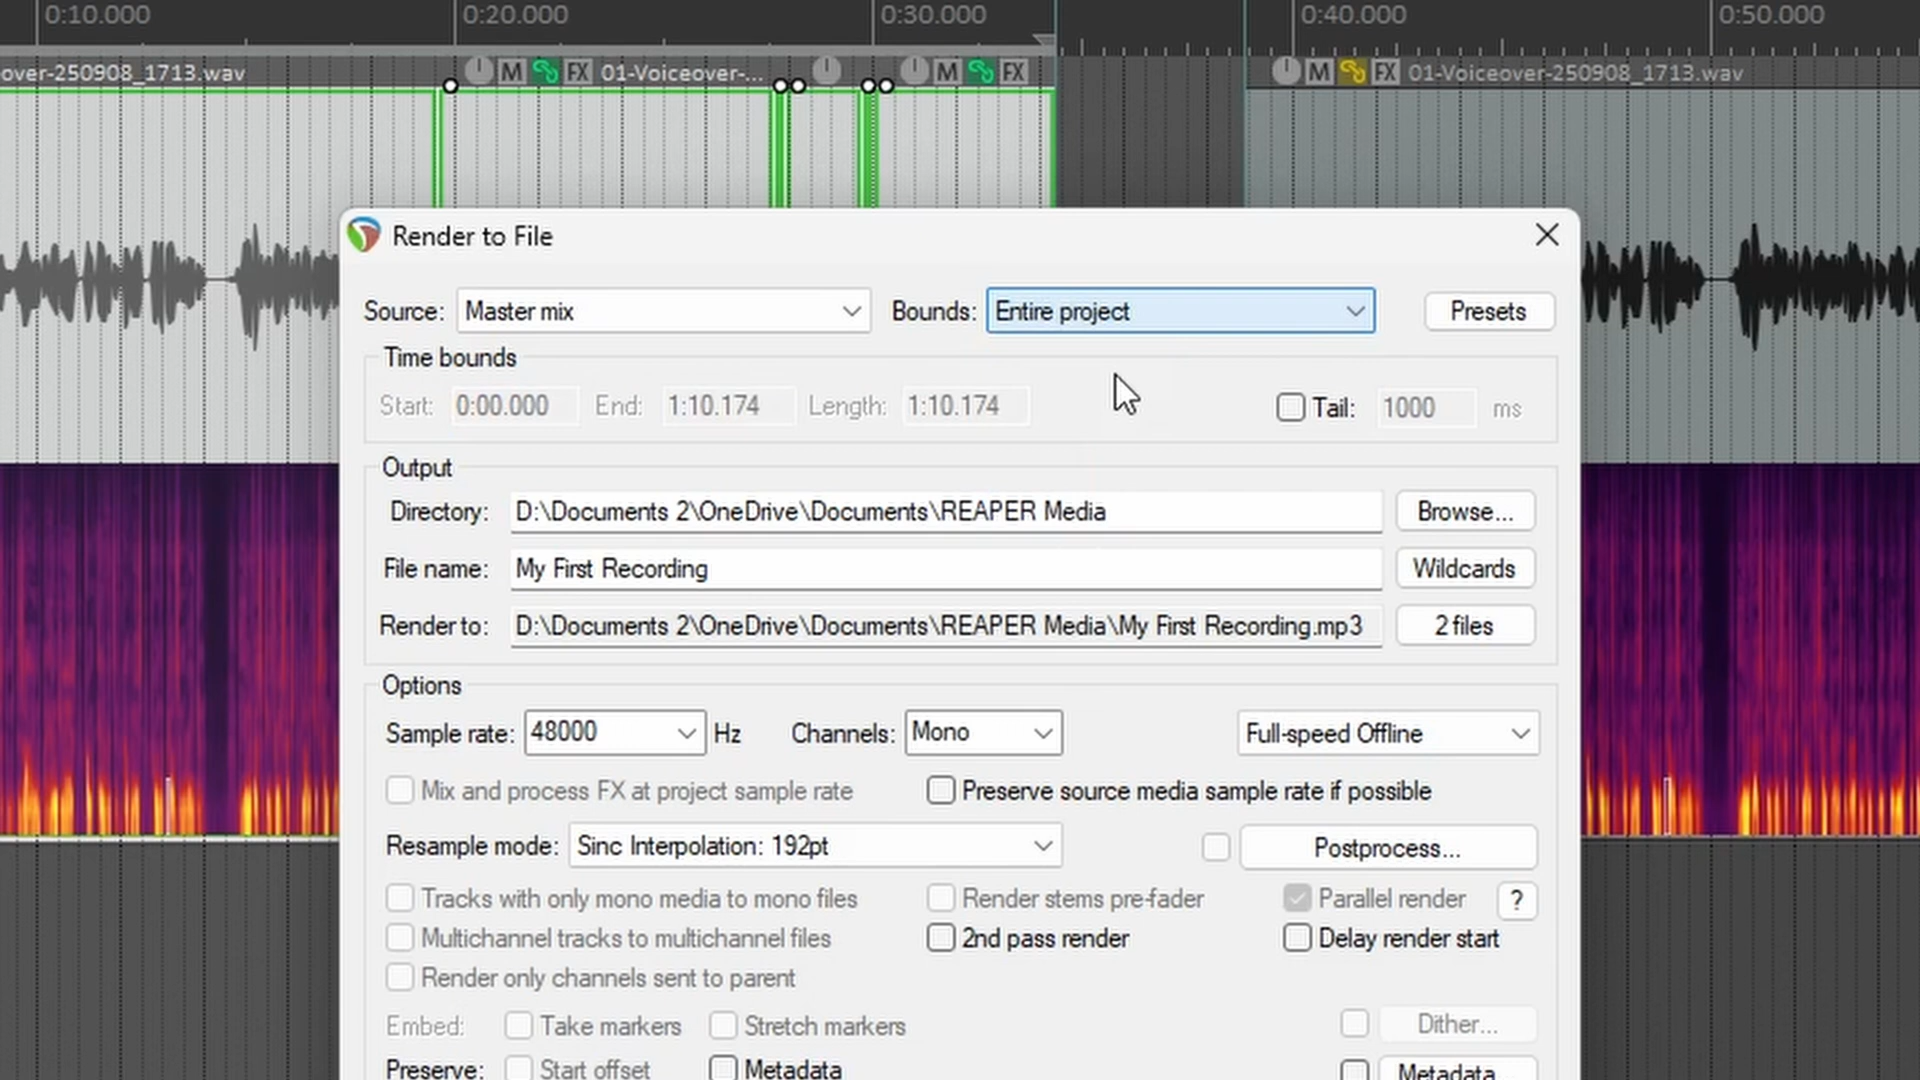 0:10.000 0:20.000 0:30.000 0:40.000 0:50.000
over-250908_1713.wav M FX 01-Voiceover-... M FX M FX 01-Voiceover-250908_1713.wav
Render to File
Source: Master mix Bounds: Entire project Presets
Time bounds
Start: 0:00.000 End: 1:10.174 Length: 1:10.174 Tail: 1000 ms
Output
Directory: D:\Documents 2\OneDrive\Documents\REAPER Media Browse...
File name: My First Recording Wildcards
Render to: D:\Documents 2\OneDrive\Documents\REAPER Media\My First Recording.mp3 2 files
Options
Sample rate: 48000 Hz Channels: Mono Full-speed Offline
Mix and process FX at project sample rate Preserve source media sample rate if possible
Resample mode: Sinc Interpolation: 192pt Postprocess...
Tracks with only mono media to mono files Render stems pre-fader Parallel render ?
Multichannel tracks to multichannel files 2nd pass render Delay render start
Render only channels sent to parent
Embed: Take markers Stretch markers Dither...
Preserve: Start offset Metadata Metadata...